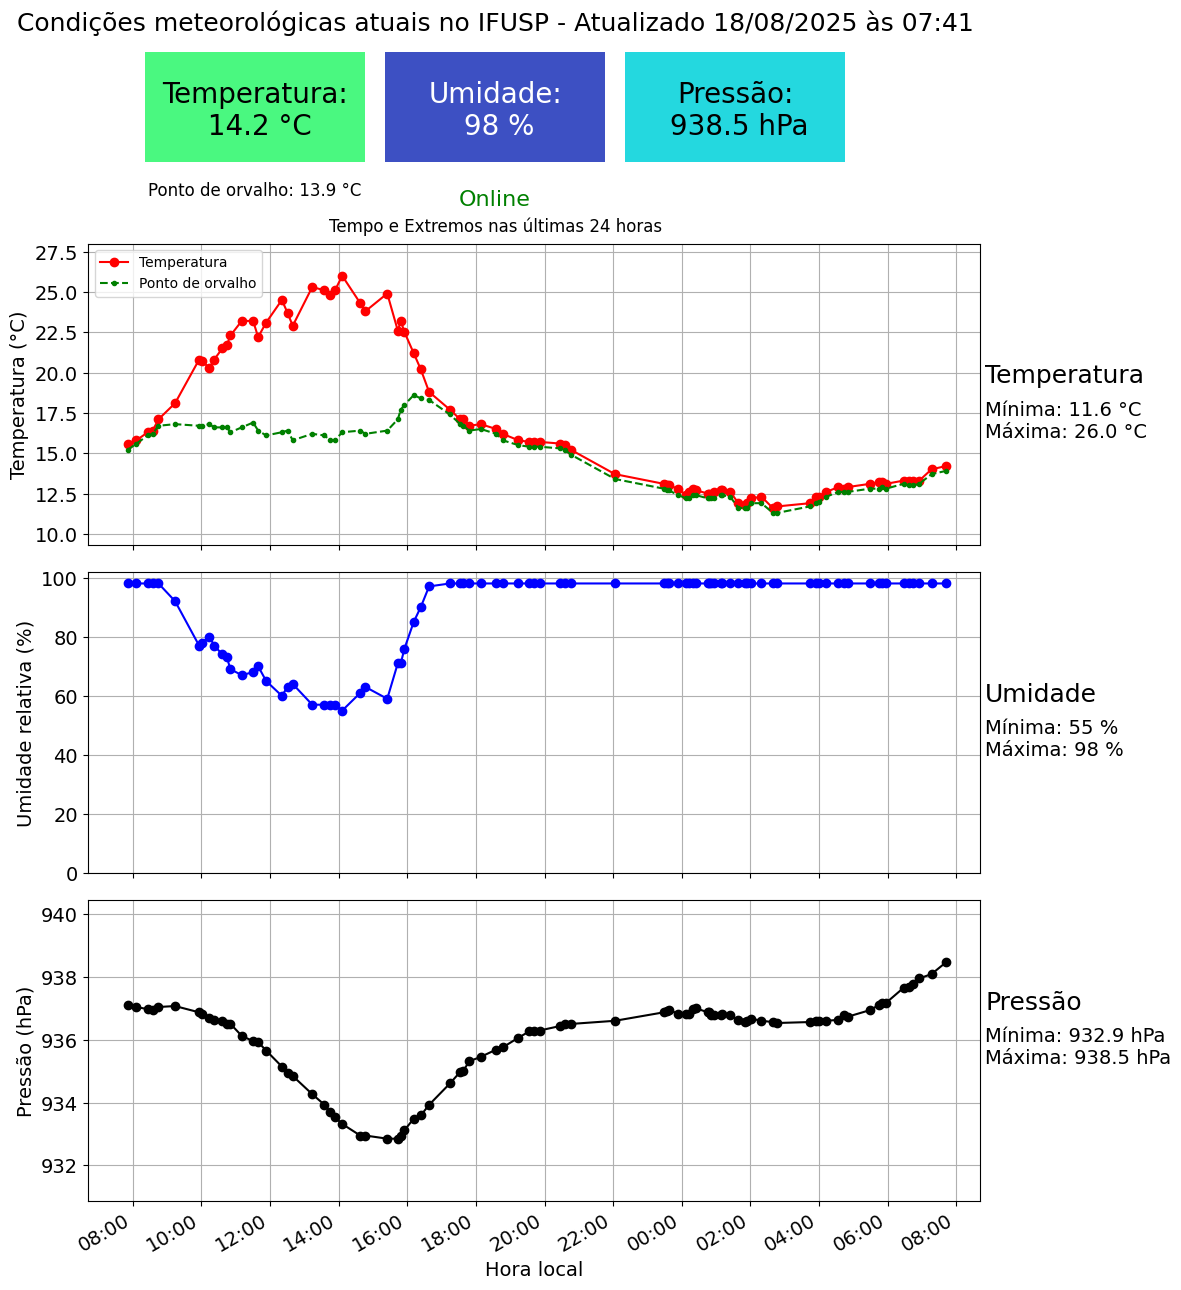 Condições meteorológicas atuais no IFUSP - Atualizado 18/08/2025 às 07:41
Temperatura:
14.2 °C
Umidade:
98 %
Pressão:
938.5 hPa
Ponto de orvalho: 13.9 °C
Online
Tempo e Extremos nas últimas 24 horas
Temperatura
Ponto de orvalho
Temperatura (°C)
27.5
25.0
22.5
20.0
17.5
15.0
12.5
10.0
Temperatura
Mínima: 11.6 °C
Máxima: 26.0 °C
Umidade relativa (%)
100
80
60
40
20
0
Umidade
Mínima: 55 %
Máxima: 98 %
Pressão (hPa)
940
938
936
934
932
Pressão
Mínima: 932.9 hPa
Máxima: 938.5 hPa
08:00 10:00 12:00 14:00 16:00 18:00 20:00 22:00 00:00 02:00 04:00 06:00 08:00
Hora local